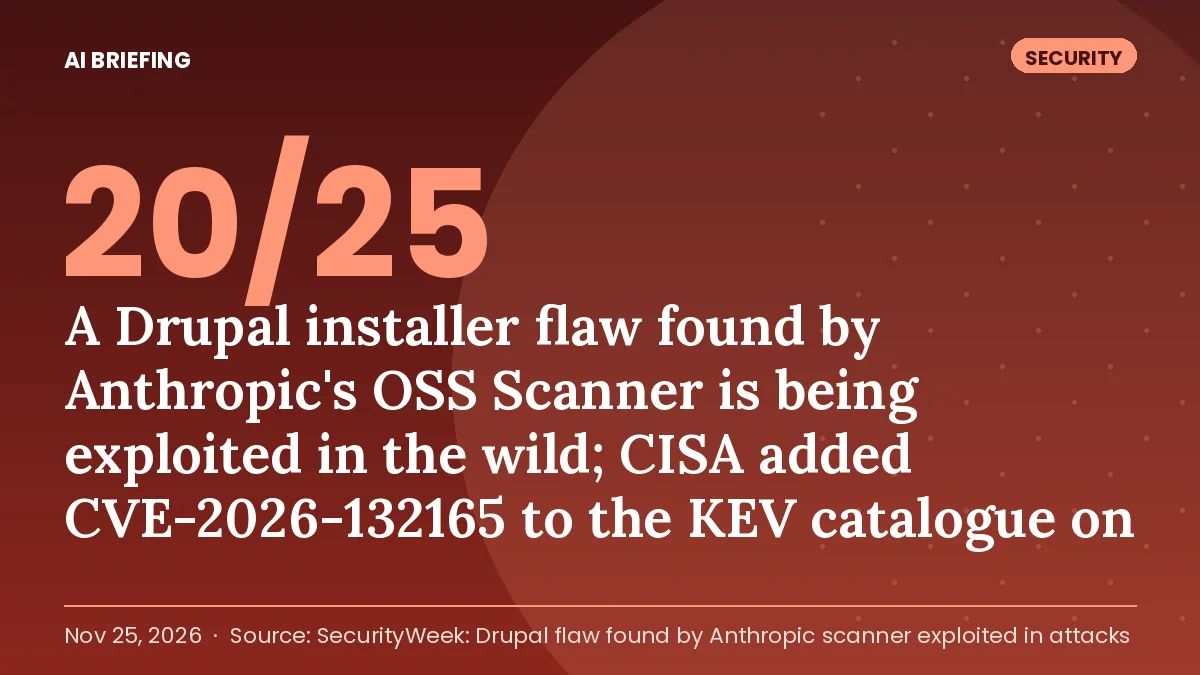 AI BRIEFING
SECURITY
20/25
A Drupal installer flaw found by
Anthropic's OSS Scanner is being
exploited in the wild; CISA added
CVE-2026-132165 to the KEV catalogue on
Nov 25, 2026 · Source: SecurityWeek: Drupal flaw found by Anthropic scanner exploited in attacks